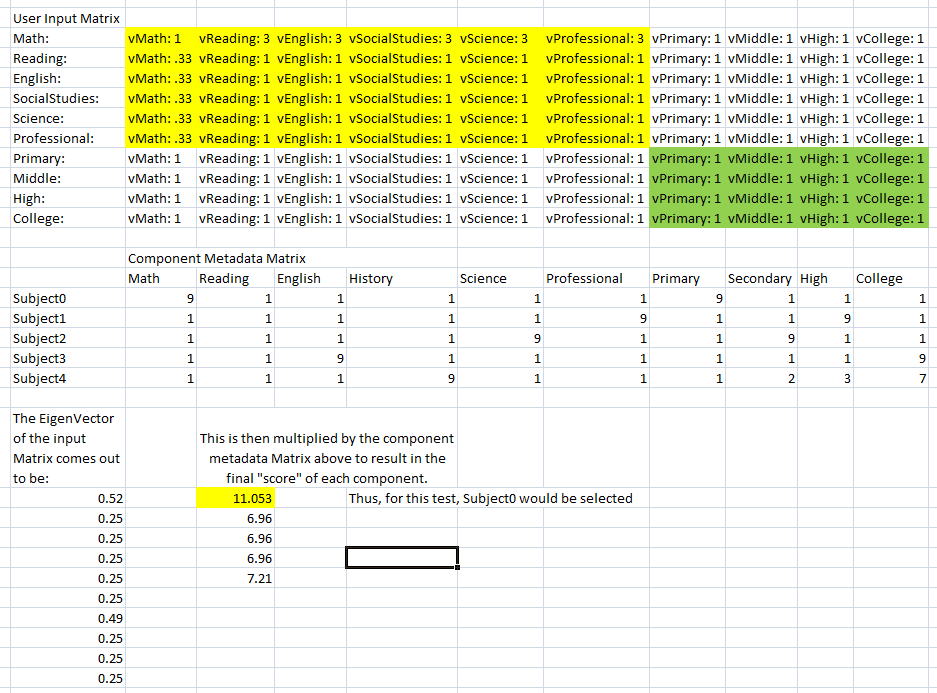 User Input Matrix
Math: vMath: 1 vReading: 3 vEnglish: 3 vSocialStudies: 3 vScience: 3 vProfessional: 3 vPrimary: 1 vMiddle: 1 vHigh: 1 vCollege: 1
Reading: vMath: .33 vReading: 1 vEnglish: 1 vSocialStudies: 1 vScience: 1 vProfessional: 1 vPrimary: 1 vMiddle: 1 vHigh: 1 vCollege: 1
English: vMath: .33 vReading: 1 vEnglish: 1 vSocialStudies: 1 vScience: 1 vProfessional: 1 vPrimary: 1 vMiddle: 1 vHigh: 1 vCollege: 1
SocialStudies: vMath: .33 vReading: 1 vEnglish: 1 vSocialStudies: 1 vScience: 1 vProfessional: 1 vPrimary: 1 vMiddle: 1 vHigh: 1 vCollege: 1
Science: vMath: .33 vReading: 1 vEnglish: 1 vSocialStudies: 1 vScience: 1 vProfessional: 1 vPrimary: 1 vMiddle: 1 vHigh: 1 vCollege: 1
Professional: vMath: .33 vReading: 1 vEnglish: 1 vSocialStudies: 1 vScience: 1 vProfessional: 1 vPrimary: 1 vMiddle: 1 vHigh: 1 vCollege: 1
Primary: vMath: 1 vReading: 1 vEnglish: 1 vSocialStudies: 1 vScience: 1 vProfessional: 1 vPrimary: 1 vMiddle: 1 vHigh: 1 vCollege: 1
Middle: vMath: 1 vReading: 1 vEnglish: 1 vSocialStudies: 1 vScience: 1 vProfessional: 1 vPrimary: 1 vMiddle: 1 vHigh: 1 vCollege: 1
High: vMath: 1 vReading: 1 vEnglish: 1 vSocialStudies: 1 vScience: 1 vProfessional: 1 vPrimary: 1 vMiddle: 1 vHigh: 1 vCollege: 1
College: vMath: 1 vReading: 1 vEnglish: 1 vSocialStudies: 1 vScience: 1 vProfessional: 1 vPrimary: 1 vMiddle: 1 vHigh: 1 vCollege: 1
Component Metadata Matrix
Math Reading English History Science Professional Primary Secondary High College
Subject0 9 1 1 1 1 1 9 1 1 1
Subject1 1 1 1 1 1 9 1 1 9 1
Subject2 1 1 1 1 9 1 1 9 1 1
Subject3 1 1 9 1 1 1 1 1 1 9
Subject4 1 1 1 9 1 1 1 2 3 7
The EigenVector
of the input
Matrix comes out
to be:
This is then multiplied by the component
metadata Matrix above to result in the
final "score" of each component.
0.52 11.053 Thus, for this test, Subject0 would be selected
0.25 6.96
0.25 6.96
0.25 6.96
0.25 7.21
0.25
0.49
0.25
0.25
0.25